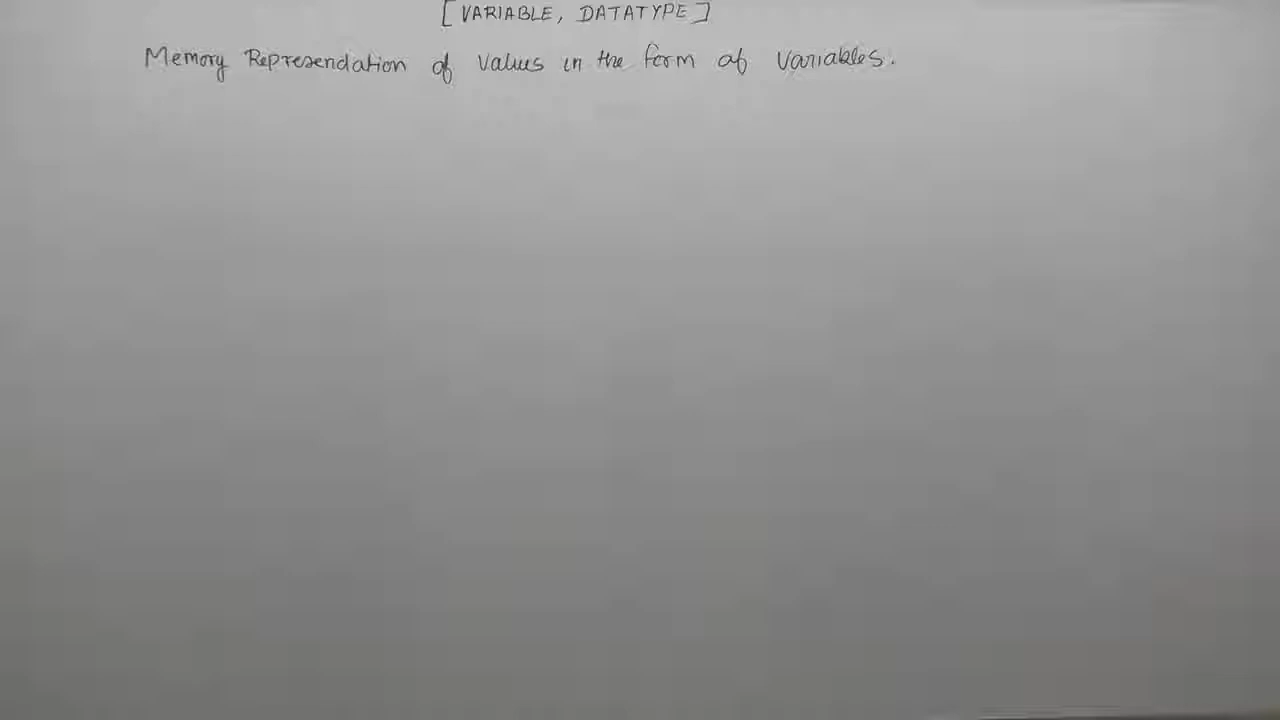 [ VARIABLE, DATATYPE ]
Memory Represendation of values in the form of variables.